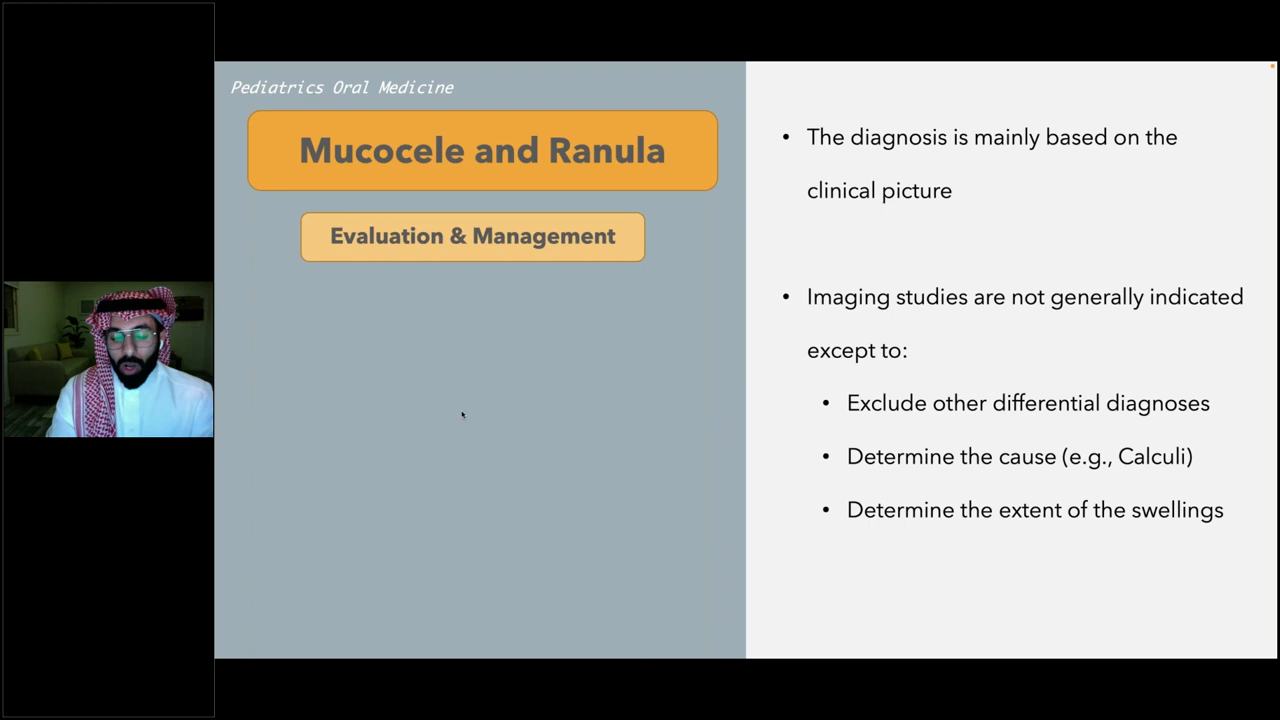 Pediatrics Oral Medicine
Mucocele and Ranula
Evaluation & Management
• The diagnosis is mainly based on the
clinical picture
• Imaging studies are not generally indicated
except to:
• Exclude other differential diagnoses
• Determine the cause (e.g., Calculi)
• Determine the extent of the swellings